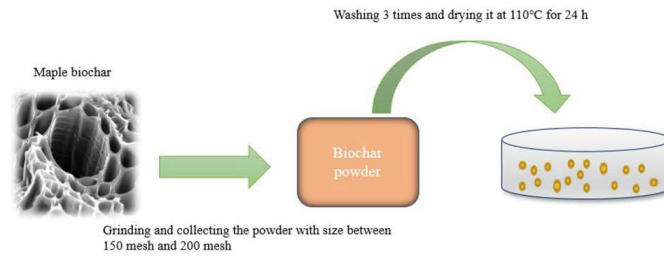 Washing 3 times and drying it at 110℃ for 24 h
Maple biochar
Biochar
powder
Grinding and collecting the powder with size between
150 mesh and 200 mesh